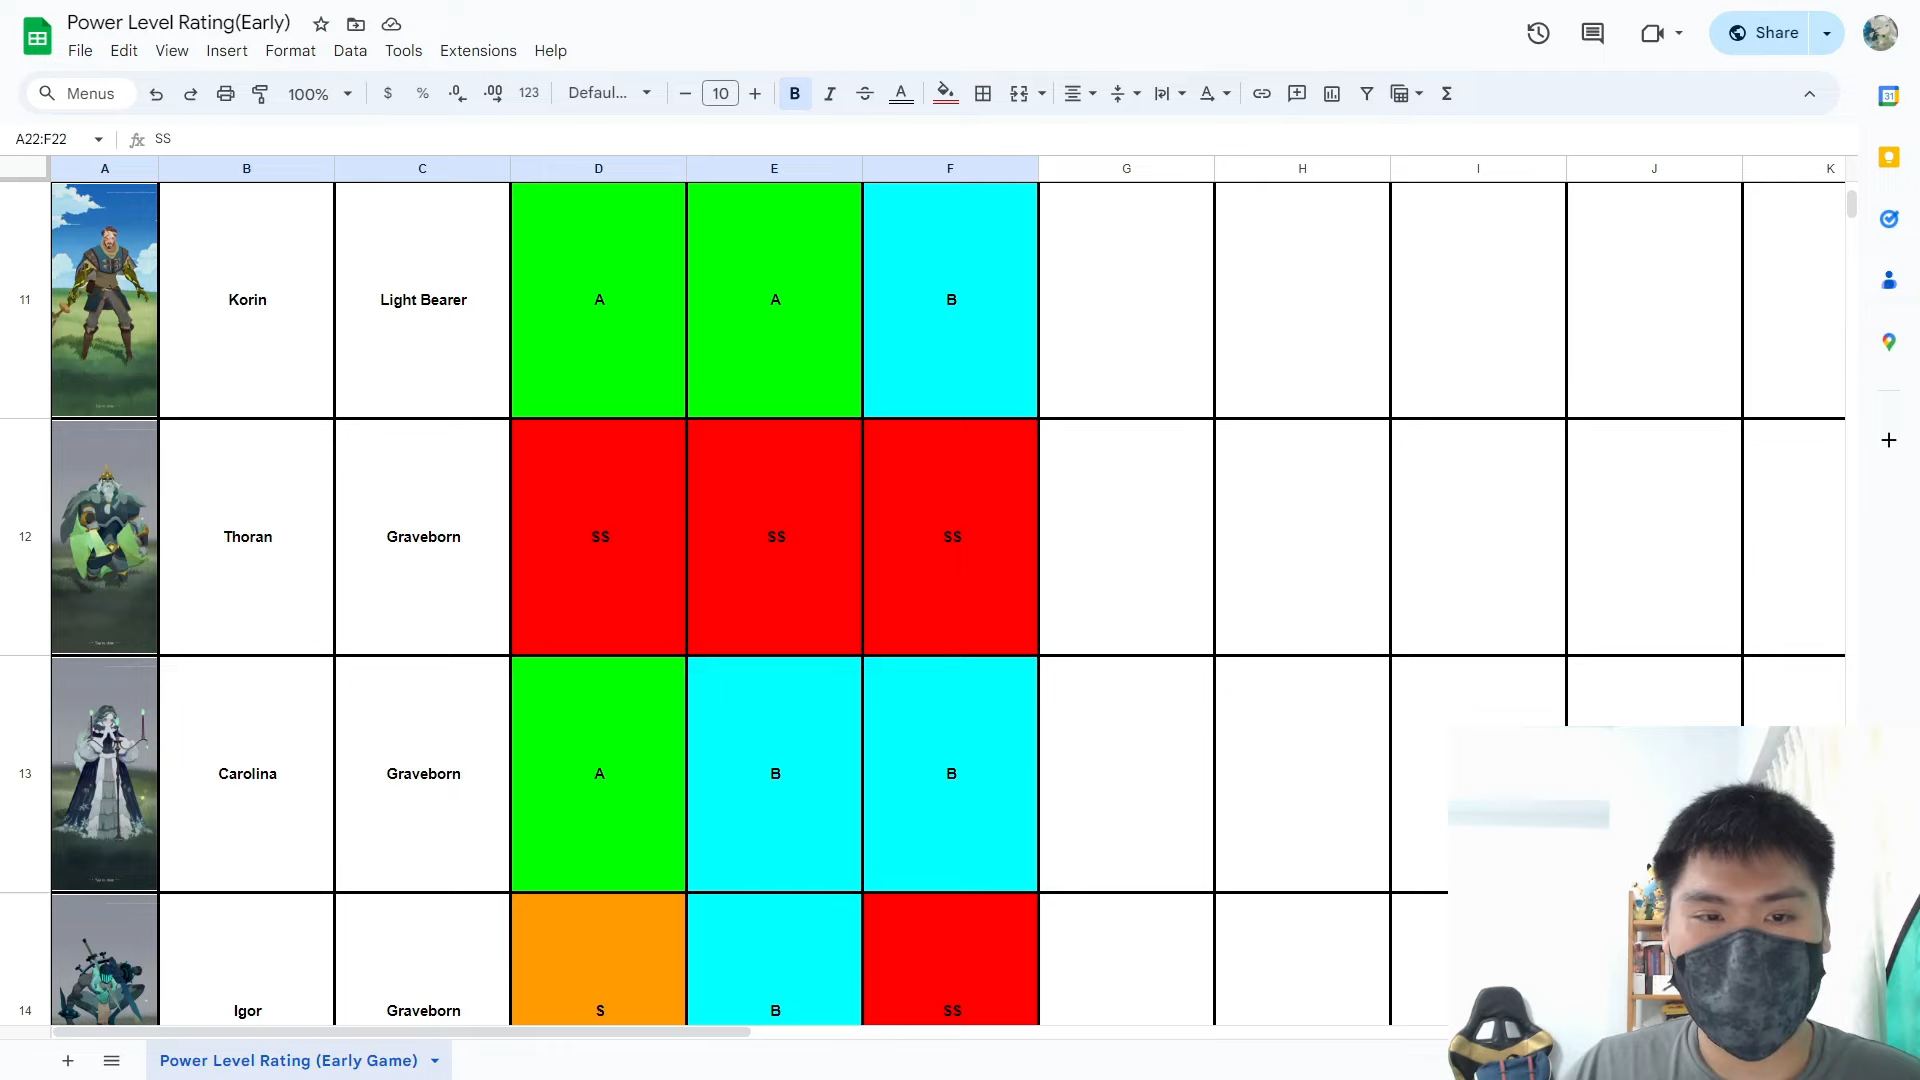 Power Level Rating(Early)
File Edit View Insert Format Data Tools Extensions Help
Share
Menus 100% $ % .0 .00 123 Defaul... 10 B I A Σ
A22:F22 fx SS
A B C D E F G H I J K
11 Korin Light Bearer A A B
12 Thoran Graveborn SS SS SS
13 Carolina Graveborn A B B
14 Igor Graveborn S B SS
Power Level Rating (Early Game)
31